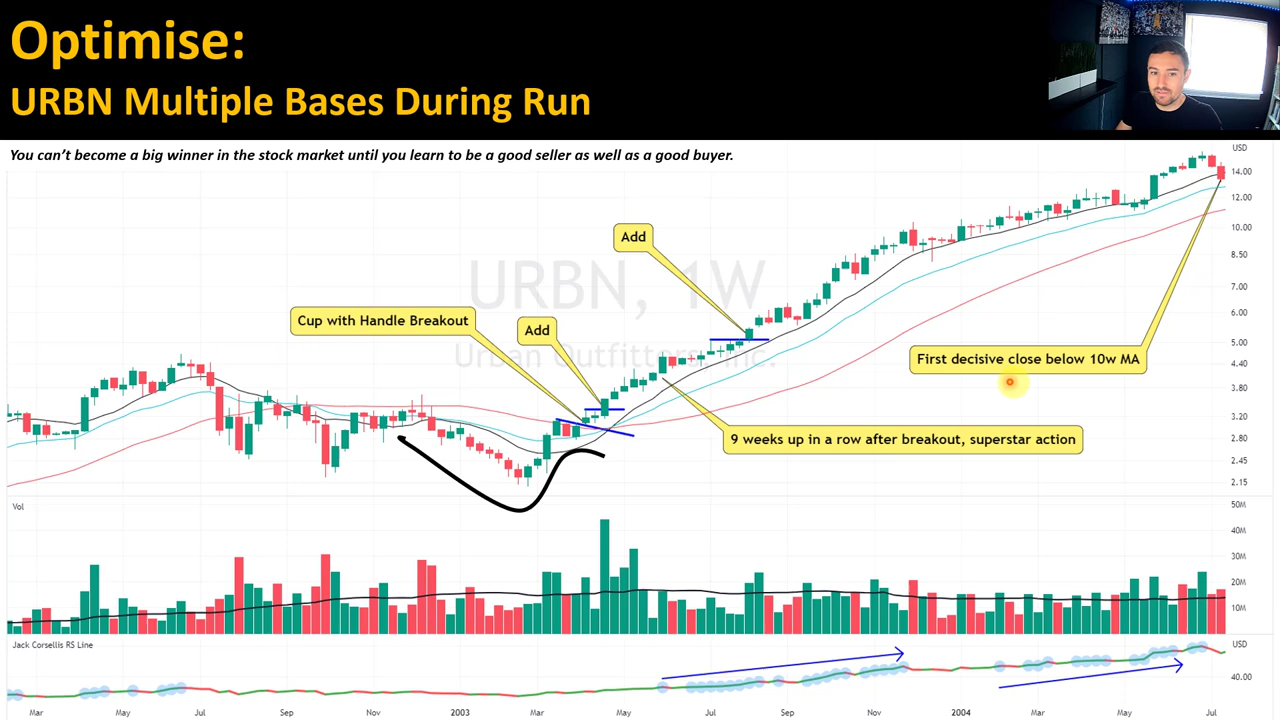 Optimise:
URBN Multiple Bases During Run
You can't become a big winner in the stock market until you learn to be a good seller as well as a good buyer.
USD
14.00
12.00
10.00
8.50
7.00
6.00
5.00
4.40
3.80
3.20
2.80
2.45
2.15
URBN, 1W
Urban Outfitters, Inc.
Add
Cup with Handle Breakout
Add
First decisive close below 10w MA
9 weeks up in a row after breakout, superstar action
Vol
50M
40M
30M
20M
10M
Jack Corsellis RS Line
USD
40.00
Mar May Jul Sep Nov 2003 Mar May Jul Sep Nov 2004 Mar May Jul